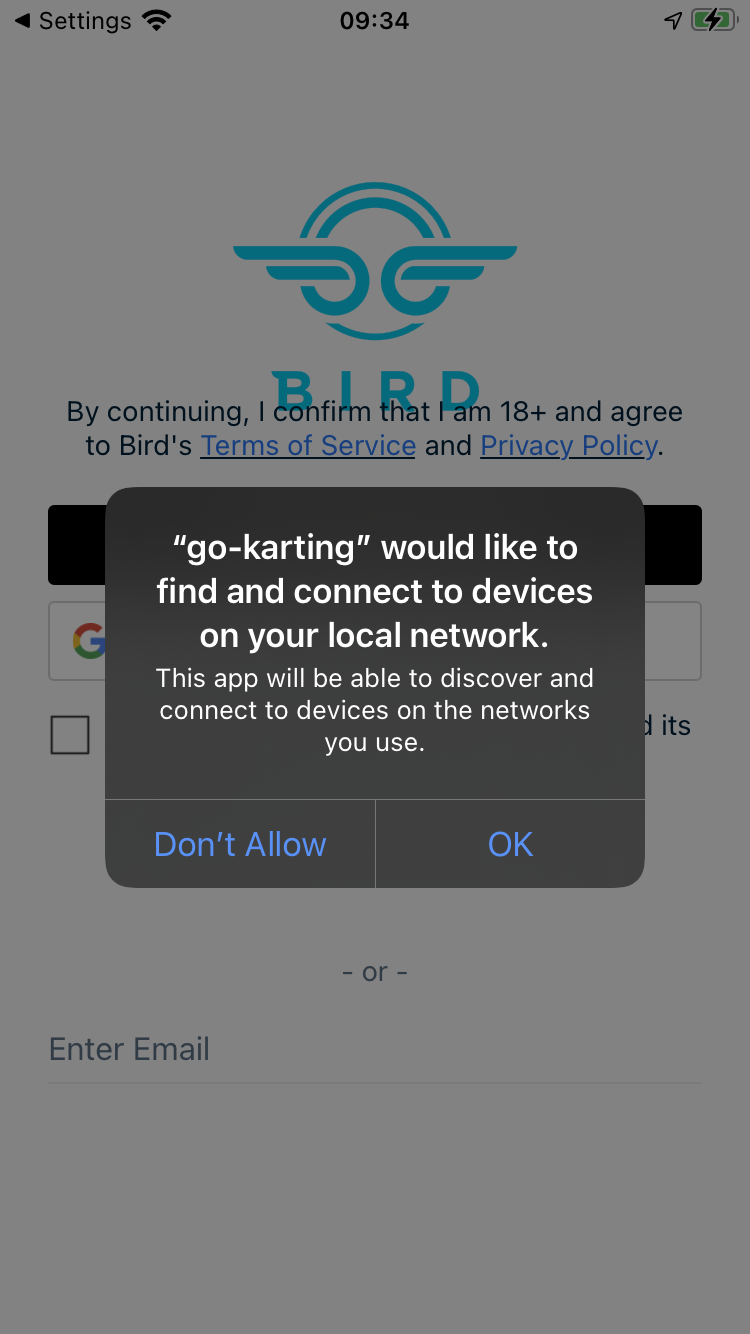 ◀ Settings
09:34
BIRD
By continuing, I confirm that I am 18+ and agree
to Bird's Terms of Service and Privacy Policy.
“go-karting” would like to
find and connect to devices
on your local network.
This app will be able to discover and
connect to devices on the networks
you use.
its
Don’t Allow
OK
- or -
Enter Email